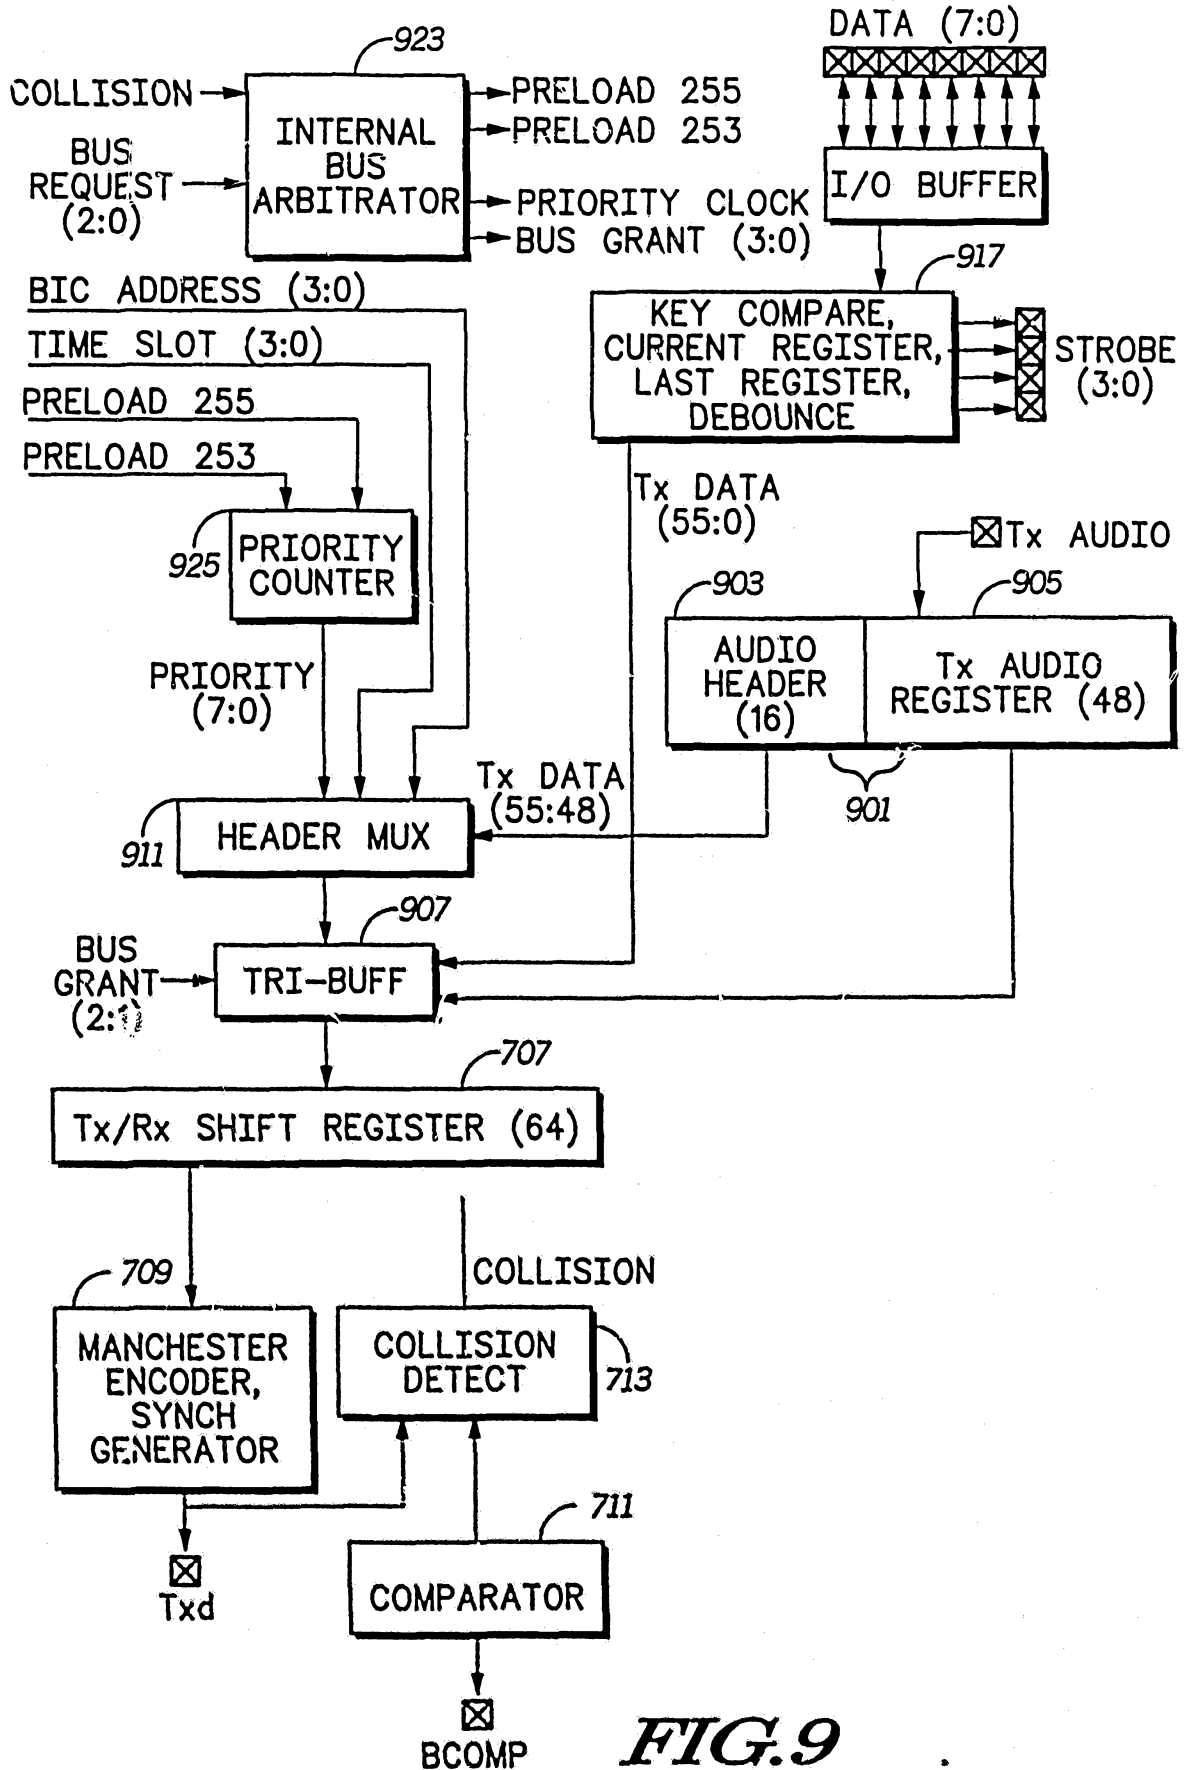 923
DATA (7:0)
COLLISION
PRELOAD 255
PRELOAD 253
INTERNAL
BUS
ARBITRATOR
BUS
REQUEST
(2:0)
PRIORITY CLOCK
BUS GRANT (3:0)
I/O BUFFER
917
BIC ADDRESS (3:0)
TIME SLOT (3:0)
PRELOAD 255
PRELOAD 253
KEY COMPARE,
CURRENT REGISTER,
LAST REGISTER,
DEBOUNCE
STROBE
(3:0)
Tx DATA
(55:0)
925
PRIORITY
COUNTER
Tx AUDIO
903
905
AUDIO
HEADER
(16)
Tx AUDIO
REGISTER (48)
901
PRIORITY
(7:0)
Tx DATA
(55:48)
911
HEADER MUX
907
BUS
GRANT
(2:
TRI-BUFF
707
Tx/Rx SHIFT REGISTER (64)
709
COLLISION
MANCHESTER
ENCODER,
SYNCH
GENERATOR
COLLISION
DETECT
713
711
COMPARATOR
Txd
BCOMP
FIG.9